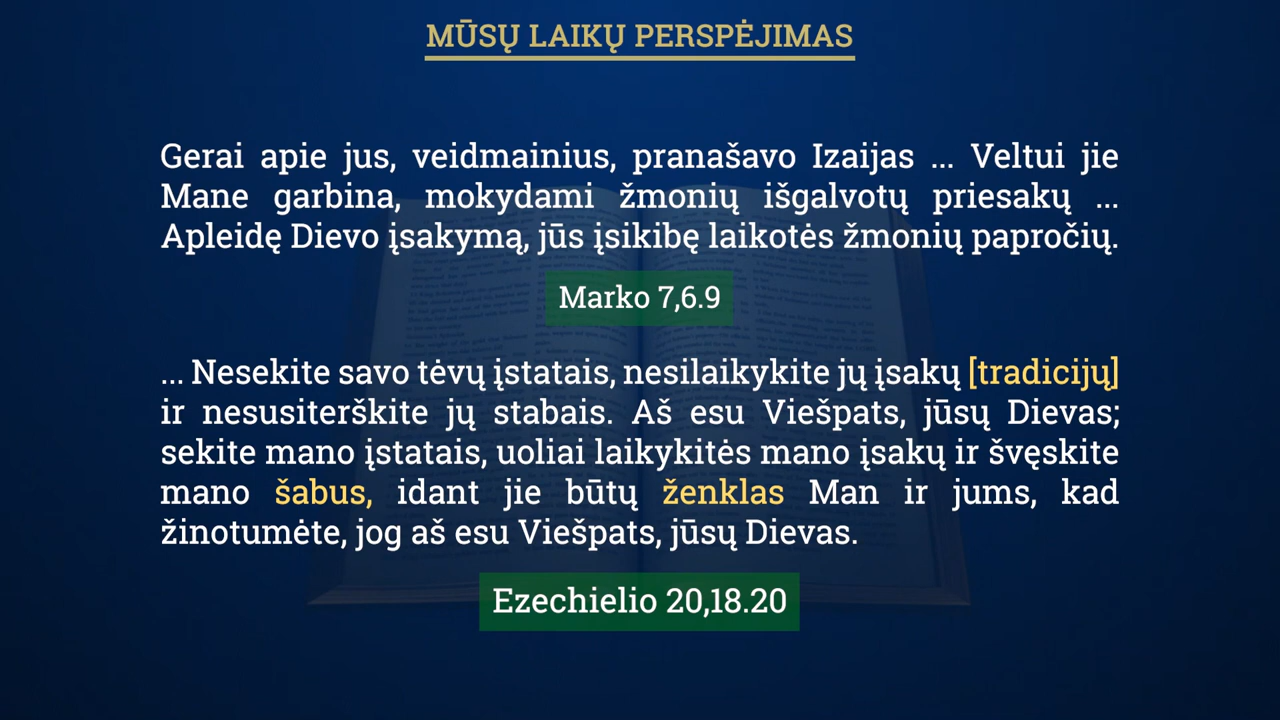 MŪSŲ LAIKŲ PERSPĖJIMAS
Gerai apie jus, veidmainius, pranašavo Izaijas ... Veltui jie
Mane garbina, mokydami žmonių išgalvotų priesakų ...
Apleidę Dievo įsakymą, jūs įsikibę laikotės žmonių papročių.
Marko 7,6.9
... Nesekite savo tėvų įstatais, nesilaikykite jų įsakų [tradicijų]
ir nesusiterškite jų stabais. Aš esu Viešpats, jūsų Dievas;
sekite mano įstatais, uoliai laikykitės mano įsakų ir švęskite
mano šabus, idant jie būtų ženklas Man ir jums, kad
žinotumėte, jog aš esu Viešpats, jūsų Dievas.
Ezechielio 20,18.20